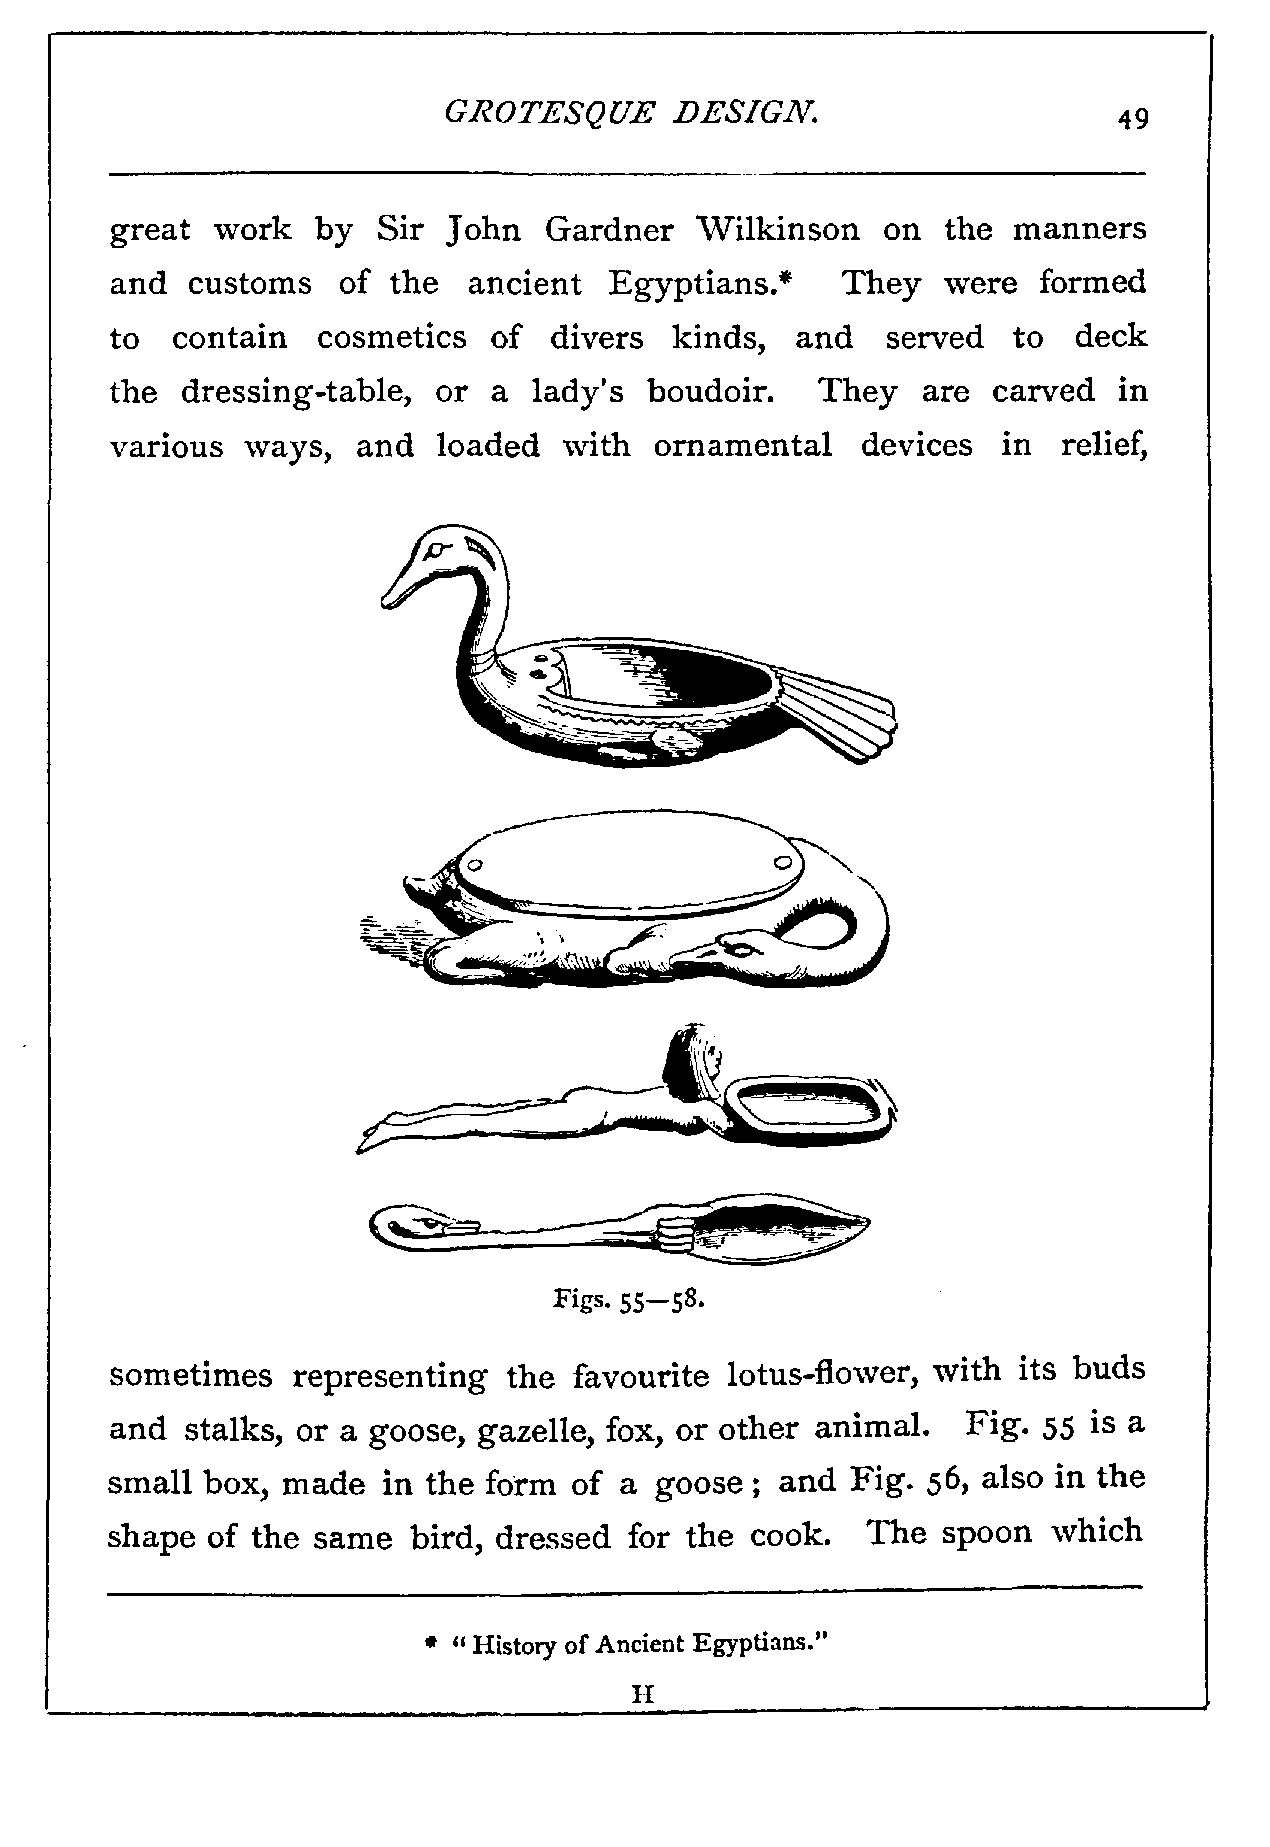 GROTESQUE DESIGN. 49
great work by Sir John Gardner Wilkinson on the manners
and customs of the ancient Egyptians.* They were formed
to contain cosmetics of divers kinds, and served to deck
the dressing-table, or a lady's boudoir. They are carved in
various ways, and loaded with ornamental devices in relief,
Figs. 55—58.
sometimes representing the favourite lotus-flower, with its buds
and stalks, or a goose, gazelle, fox, or other animal. Fig. 55 is a
small box, made in the form of a goose; and Fig. 56, also in the
shape of the same bird, dressed for the cook. The spoon which
* "History of Ancient Egyptians."
H